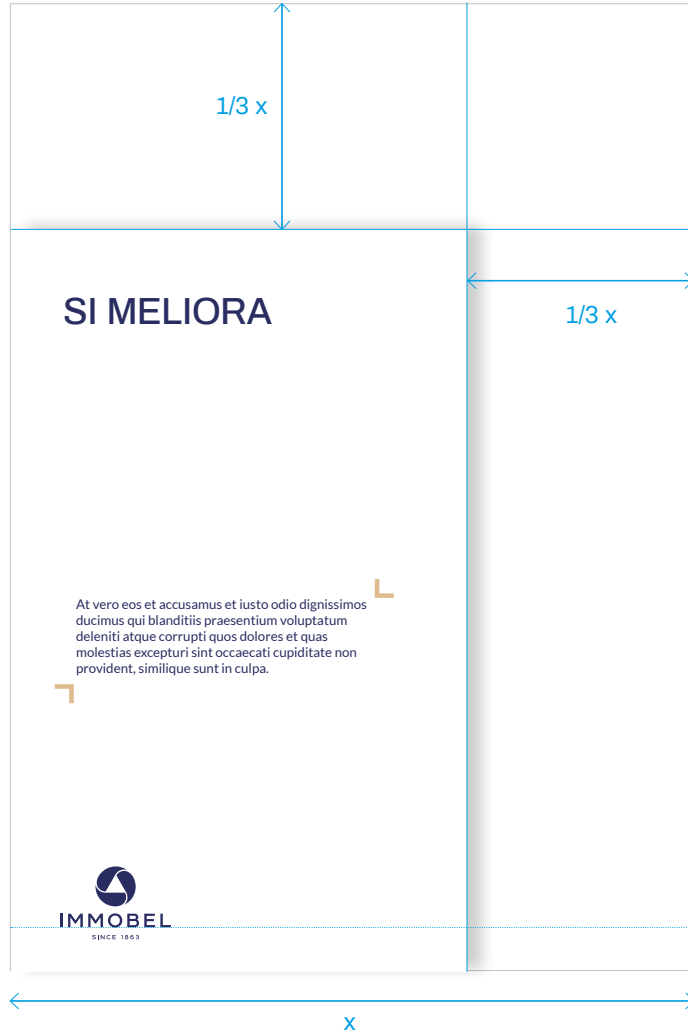 1/3 x
SI MELIORA
1/3 x
At vero eos et accusamus et iusto odio dignissimos
ducimus qui blanditiis praesentium voluptatum
deleniti atque corrupti quos dolores et quas
molestias excepturi sint occaecati cupiditate non
provident, similique sunt in culpa.
IMMOBEL
SINCE 1863
x